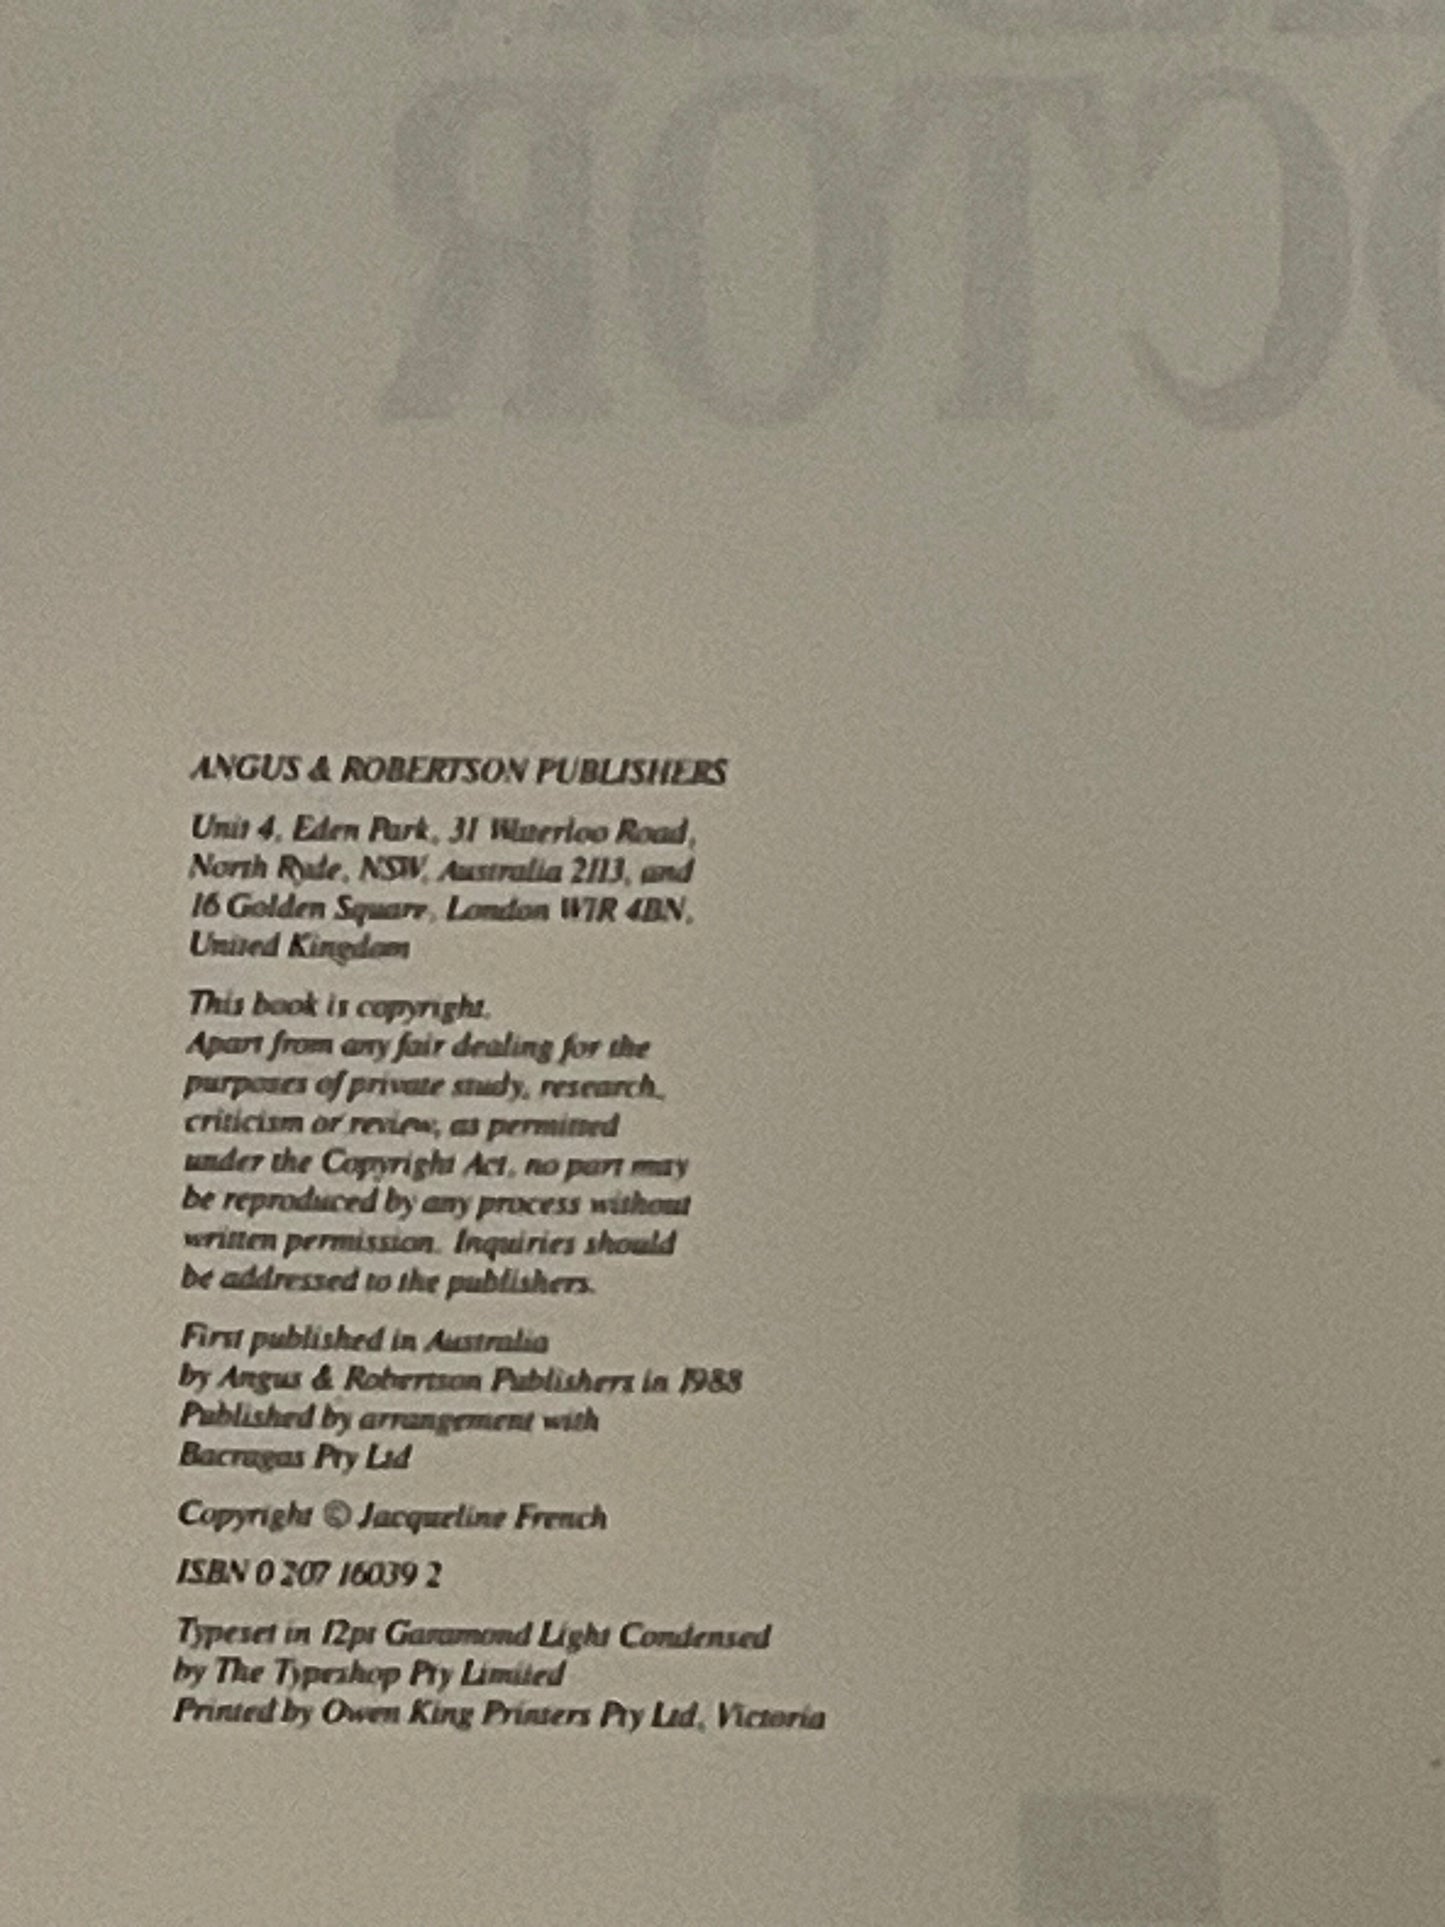 OCTOR
ANGUS & ROBERTSON PUBLISHERS
Unit 4, Eden Park, 31 Waterloo Road,
North Ryde, NSW, Australia 2113, and
16 Golden Square, London W1R 4BN,
United Kingdom
This book is copyright.
Apart from any fair dealing for the
purposes of private study, research,
criticism or review, as permitted
under the Copyright Act, no part may
be reproduced by any process without
written permission. Inquiries should
be addressed to the publishers.
First published in Australia
by Angus & Robertson Publishers in 1988
Published by arrangement with
Bacragas Pty Ltd
Copyright © Jacqueline French
ISBN 0 207 16039 2
Typeset in 12pt Garamond Light Condensed
by The Typeshop Pty Limited
Printed by Owen King Printers Pty Ltd, Victoria